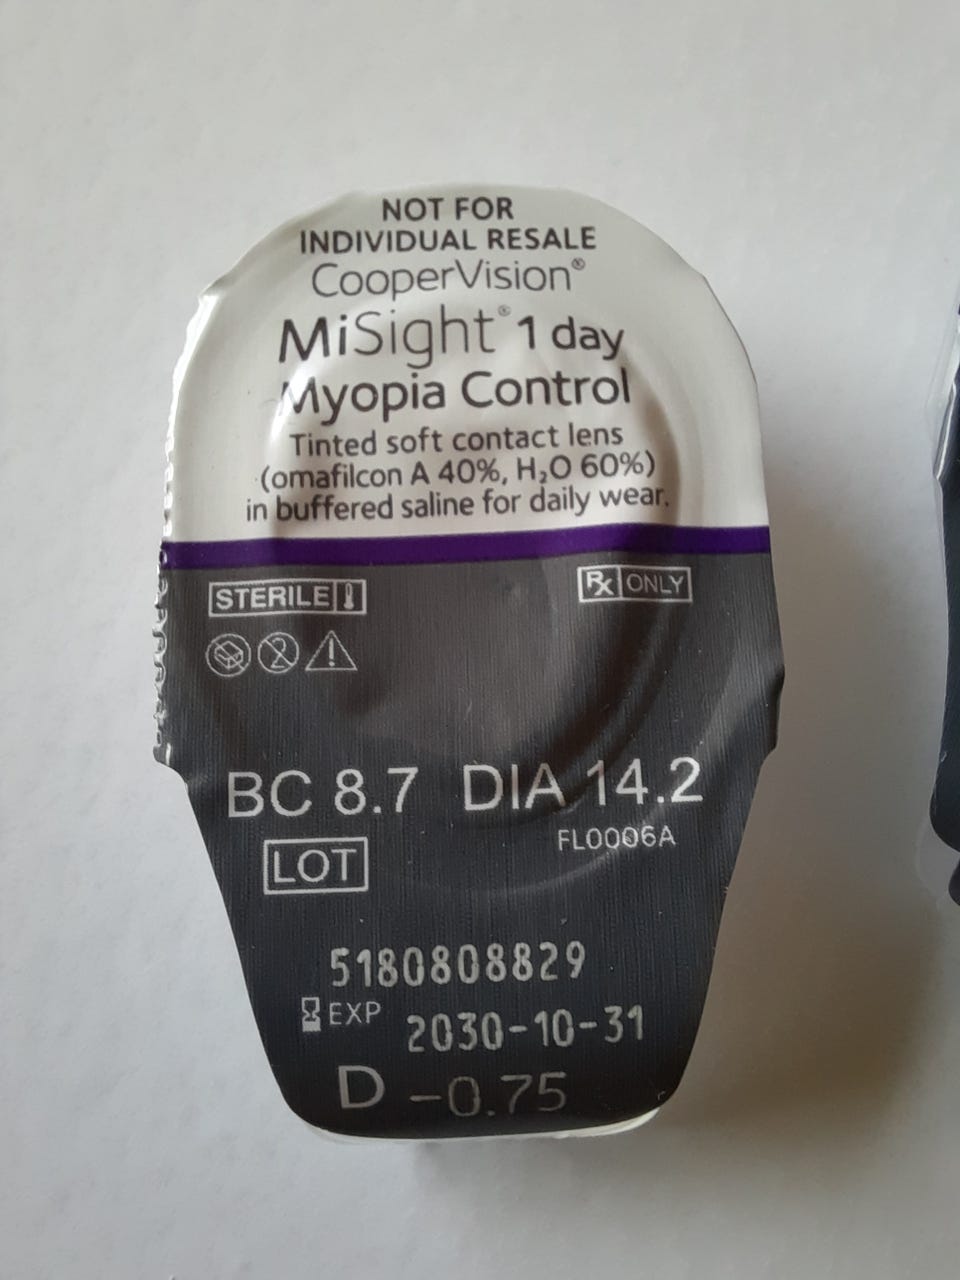 NOT FOR
INDIVIDUAL RESALE
CooperVision®
MiSight® 1 day
Myopia Control
Tinted soft contact lens
(omafilcon A 40%, H₂O 60%)
in buffered saline for daily wear.
STERILE Rx ONLY
2
BC 8.7 DIA 14.2
FL0006A
LOT
5180808829
EXP 2030-10-31
D -0.75